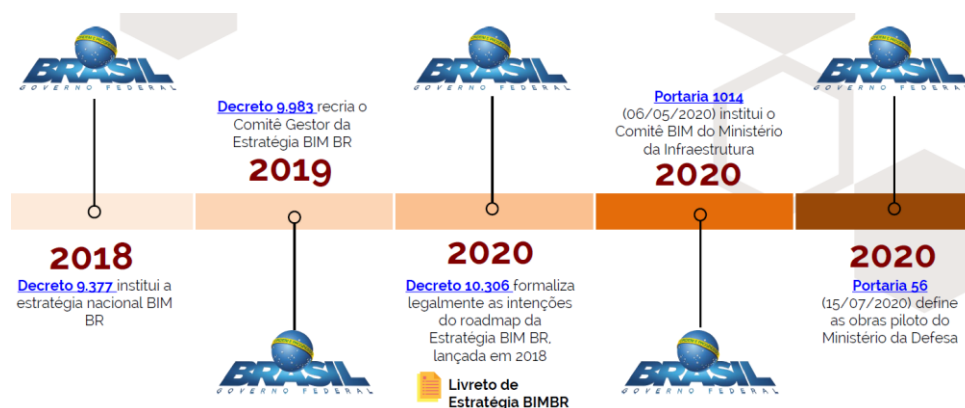 BRASIL
GOVERNO FEDERAL
2018
Decreto 9.377 institui a
estratégia nacional BIM
BR
Decreto 9.983 recria o
Comitê Gestor da
Estratégia BIM BR
2019
BRASIL
GOVERNO FEDERAL
BRASIL
GOVERNO FEDERAL
2020
Decreto 10.306 formaliza
legalmente as intenções
do roadmap da
Estratégia BIM BR,
lançada em 2018
Livreto de
Estratégia BIMBR
Portaria 1014
(06/05/2020) institui o
Comitê BIM do Ministério
da Infraestrutura
2020
BRASIL
GOVERNO FEDERAL
BRASIL
GOVERNO FEDERAL
2020
Portaria 56
(15/07/2020) define
as obras piloto do
Ministério da Defesa